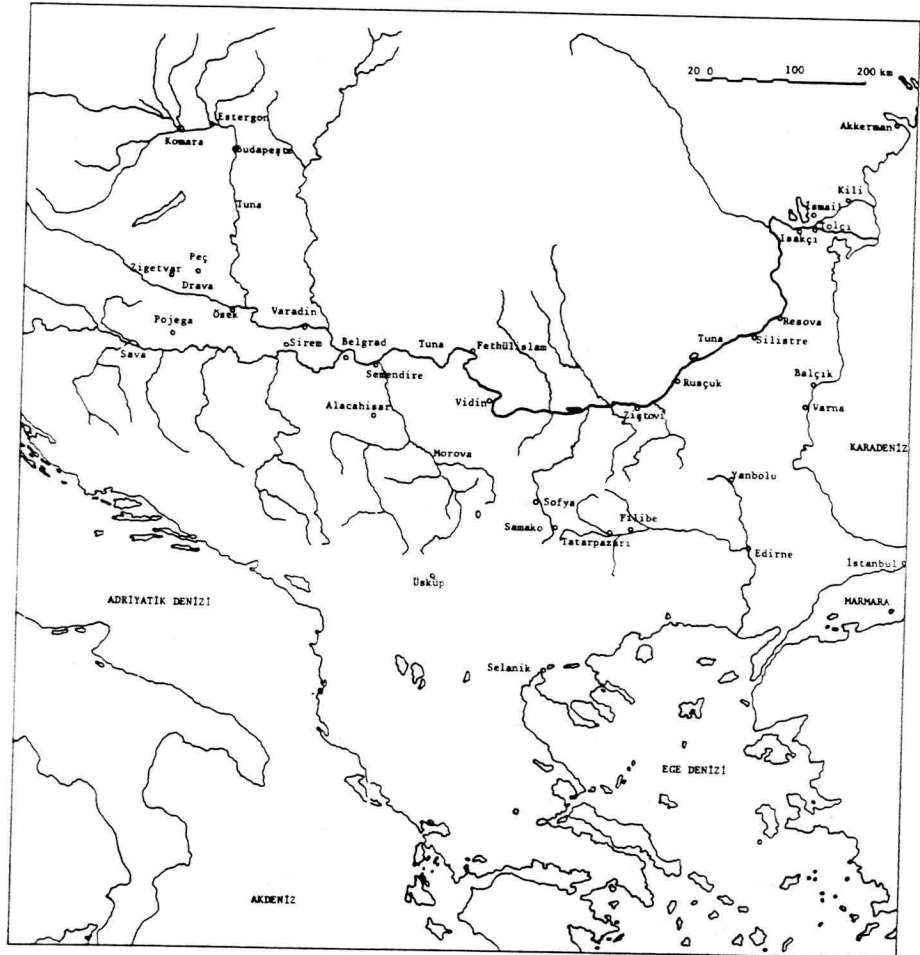 20 0 100 200 km
Akkerman
Estergon
Komara
Budapeşte
Kili
İsmail
Tolçı
Isakçı
Tuna
Peç
Zigetvar
Drava
Ösek
Varadin
Pojega
Sirem
Belgrad
Tuna
Fethülislam
Tuna
Resova
Silistre
Sava
Semendire
Rusçuk
Balçık
Alacahisar
Vidin
Ziştovi
Varna
KARADENİZ
Morova
Yanbolu
Sofya
Filibe
Samako
Tatarpazarı
Edirne
İstanbul
Üsküp
ADRİYATİK DENİZİ
MARMARA
Selanik
EGE DENİZİ
AKDENİZ